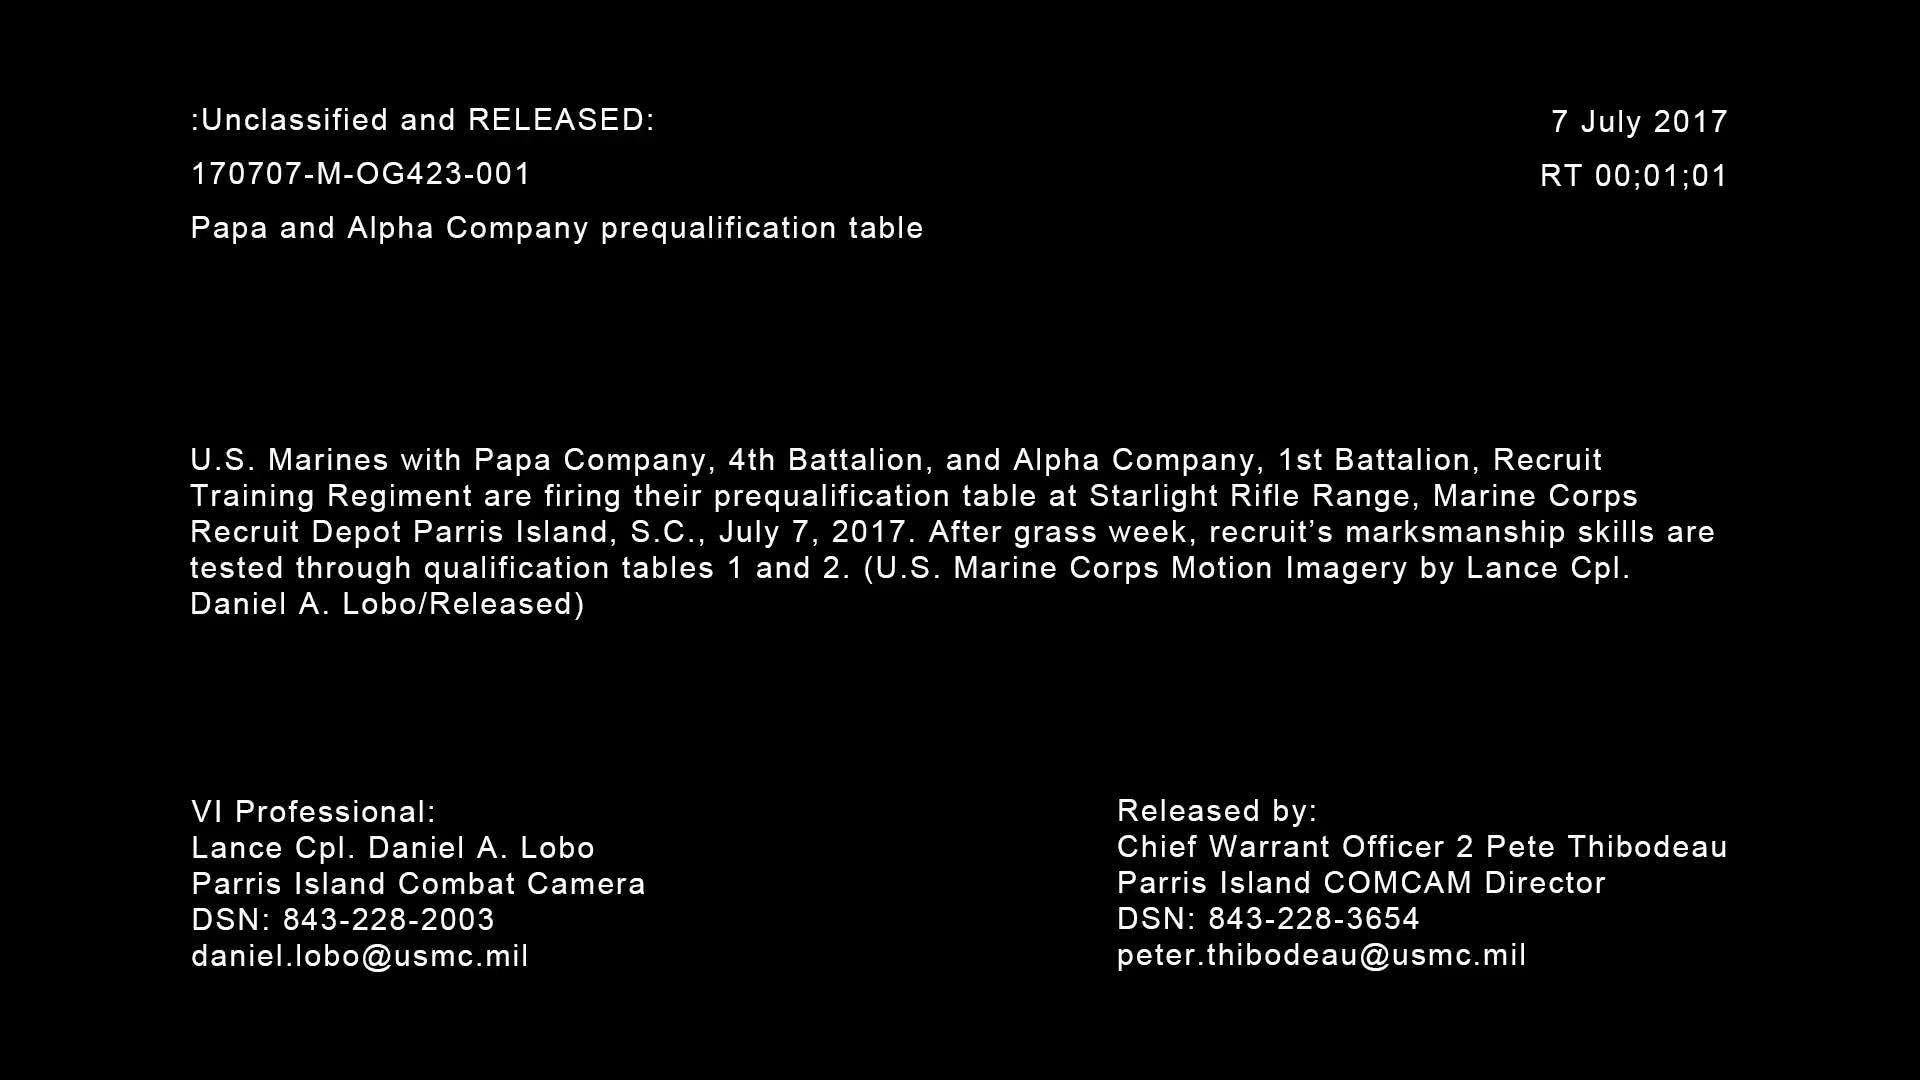 :Unclassified and RELEASED:
7 July 2017
170707-M-OG423-001
RT 00;01;01
Papa and Alpha Company prequalification table
U.S. Marines with Papa Company, 4th Battalion, and Alpha Company, 1st Battalion, Recruit
Training Regiment are firing their prequalification table at Starlight Rifle Range, Marine Corps
Recruit Depot Parris Island, S.C., July 7, 2017. After grass week, recruit’s marksmanship skills are
tested through qualification tables 1 and 2. (U.S. Marine Corps Motion Imagery by Lance Cpl.
Daniel A. Lobo/Released)
VI Professional:
Lance Cpl. Daniel A. Lobo
Parris Island Combat Camera
DSN: 843-228-2003
daniel.lobo@usmc.mil
Released by:
Chief Warrant Officer 2 Pete Thibodeau
Parris Island COMCAM Director
DSN: 843-228-3654
peter.thibodeau@usmc.mil